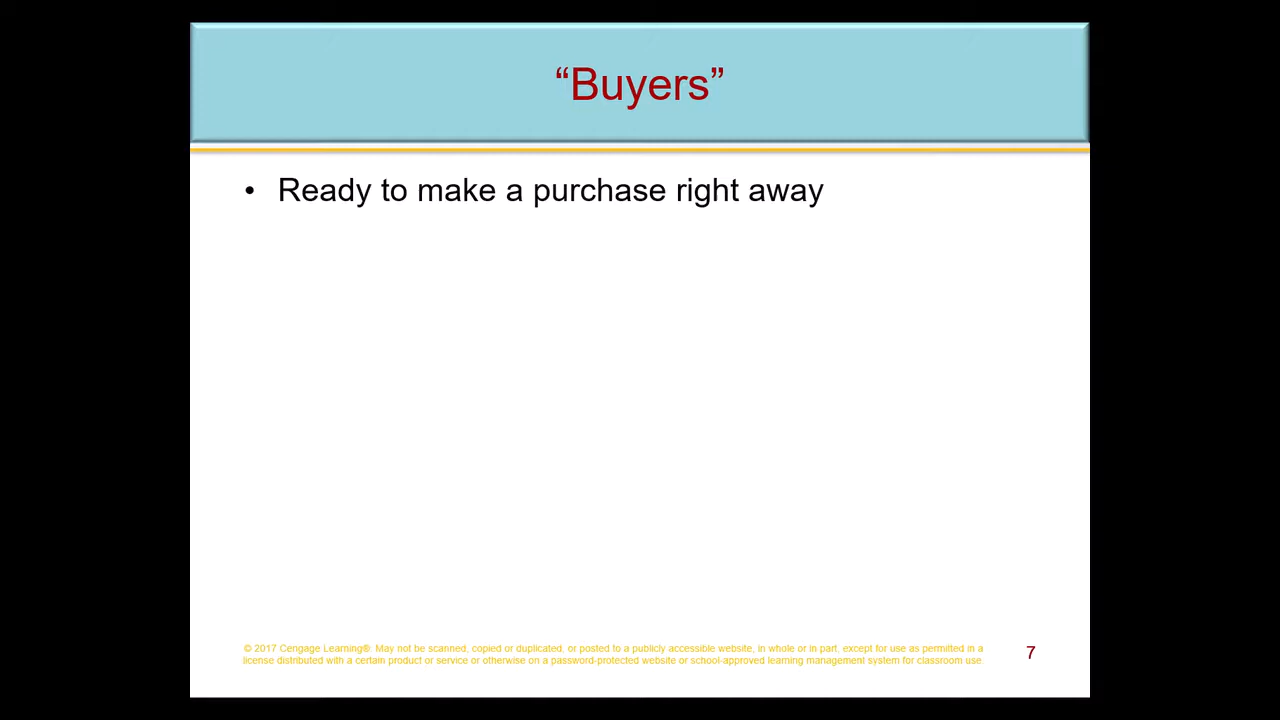 “Buyers”
• Ready to make a purchase right away
© 2017 Cengage Learning®. May not be scanned, copied or duplicated, or posted to a publicly accessible website, in whole or in part, except for use as permitted in a
license distributed with a certain product or service or otherwise on a password-protected website or school-approved learning management system for classroom use.
7